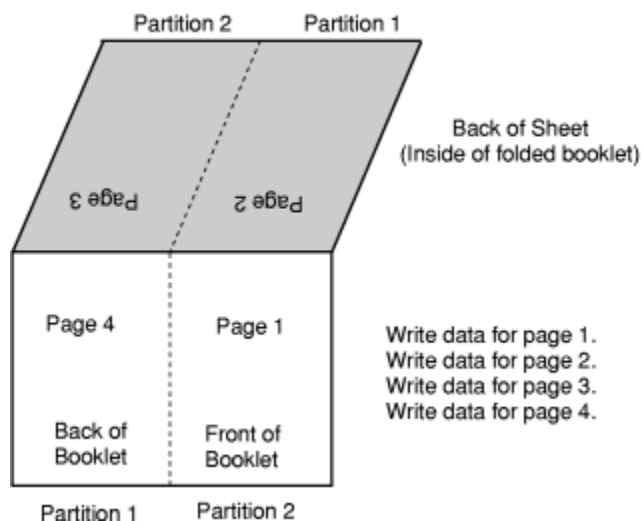 Partition 2
Partition 1
Back of Sheet
(Inside of folded booklet)
Page 3
Page 2
Page 4
Page 1
Write data for page 1.
Write data for page 2.
Write data for page 3.
Write data for page 4.
Back of
Booklet
Front of
Booklet
Partition 1
Partition 2